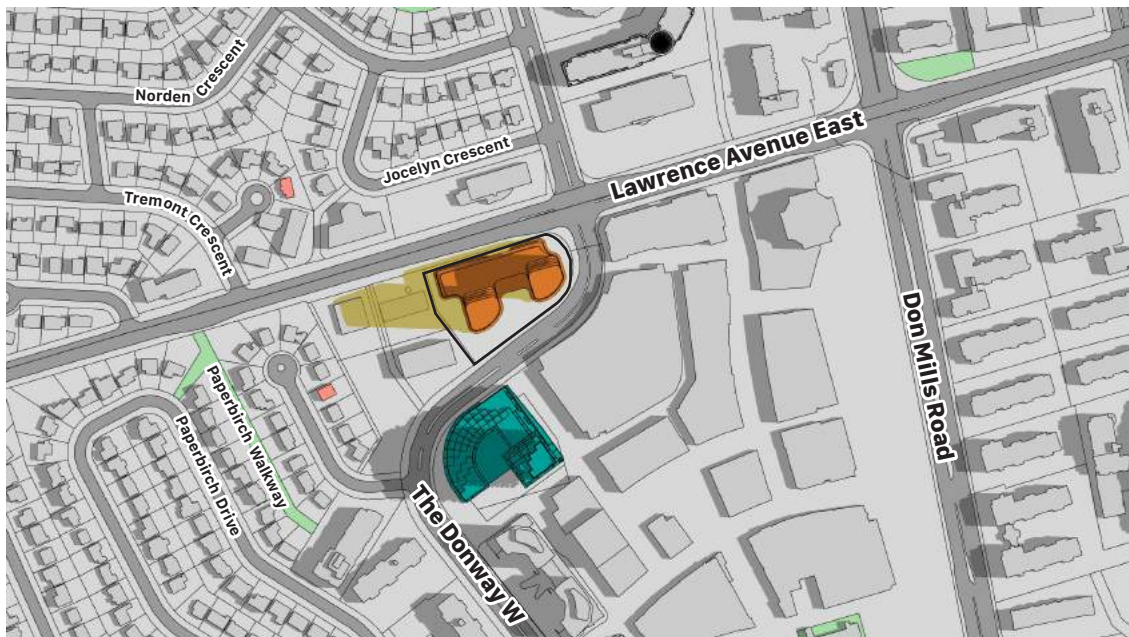 Norden Crescent
Jocelyn Crescent
Lawrence Avenue East
Tremont Crescent
Don Mills Road
Paperbirch Walkway
Paperbirch Drive
The Donway W